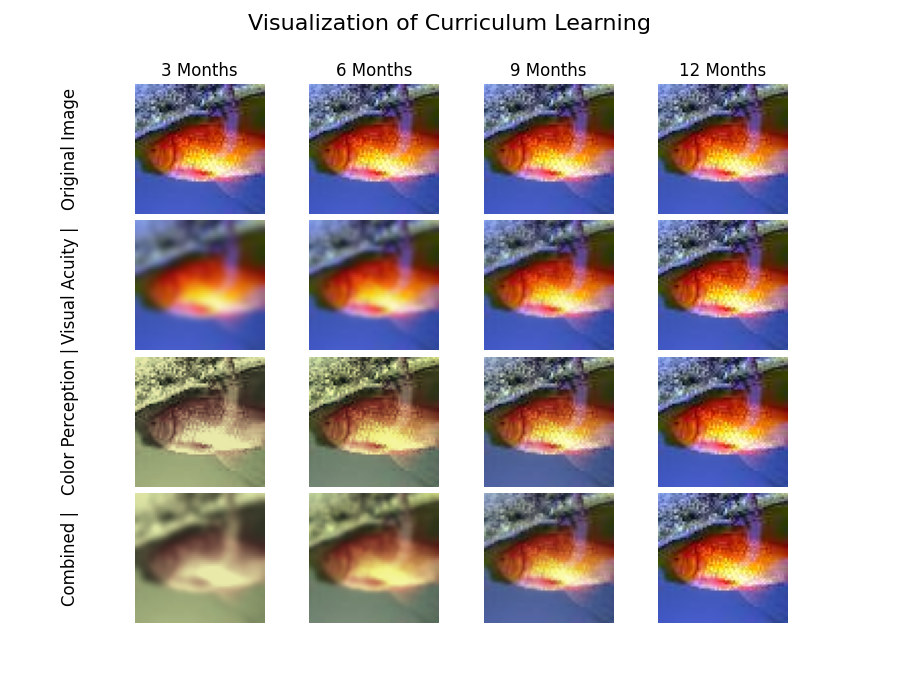 Visualization of Curriculum Learning
3 Months
6 Months
9 Months
12 Months
Original Image
Visual Acuity |
Color Perception |
Combined |